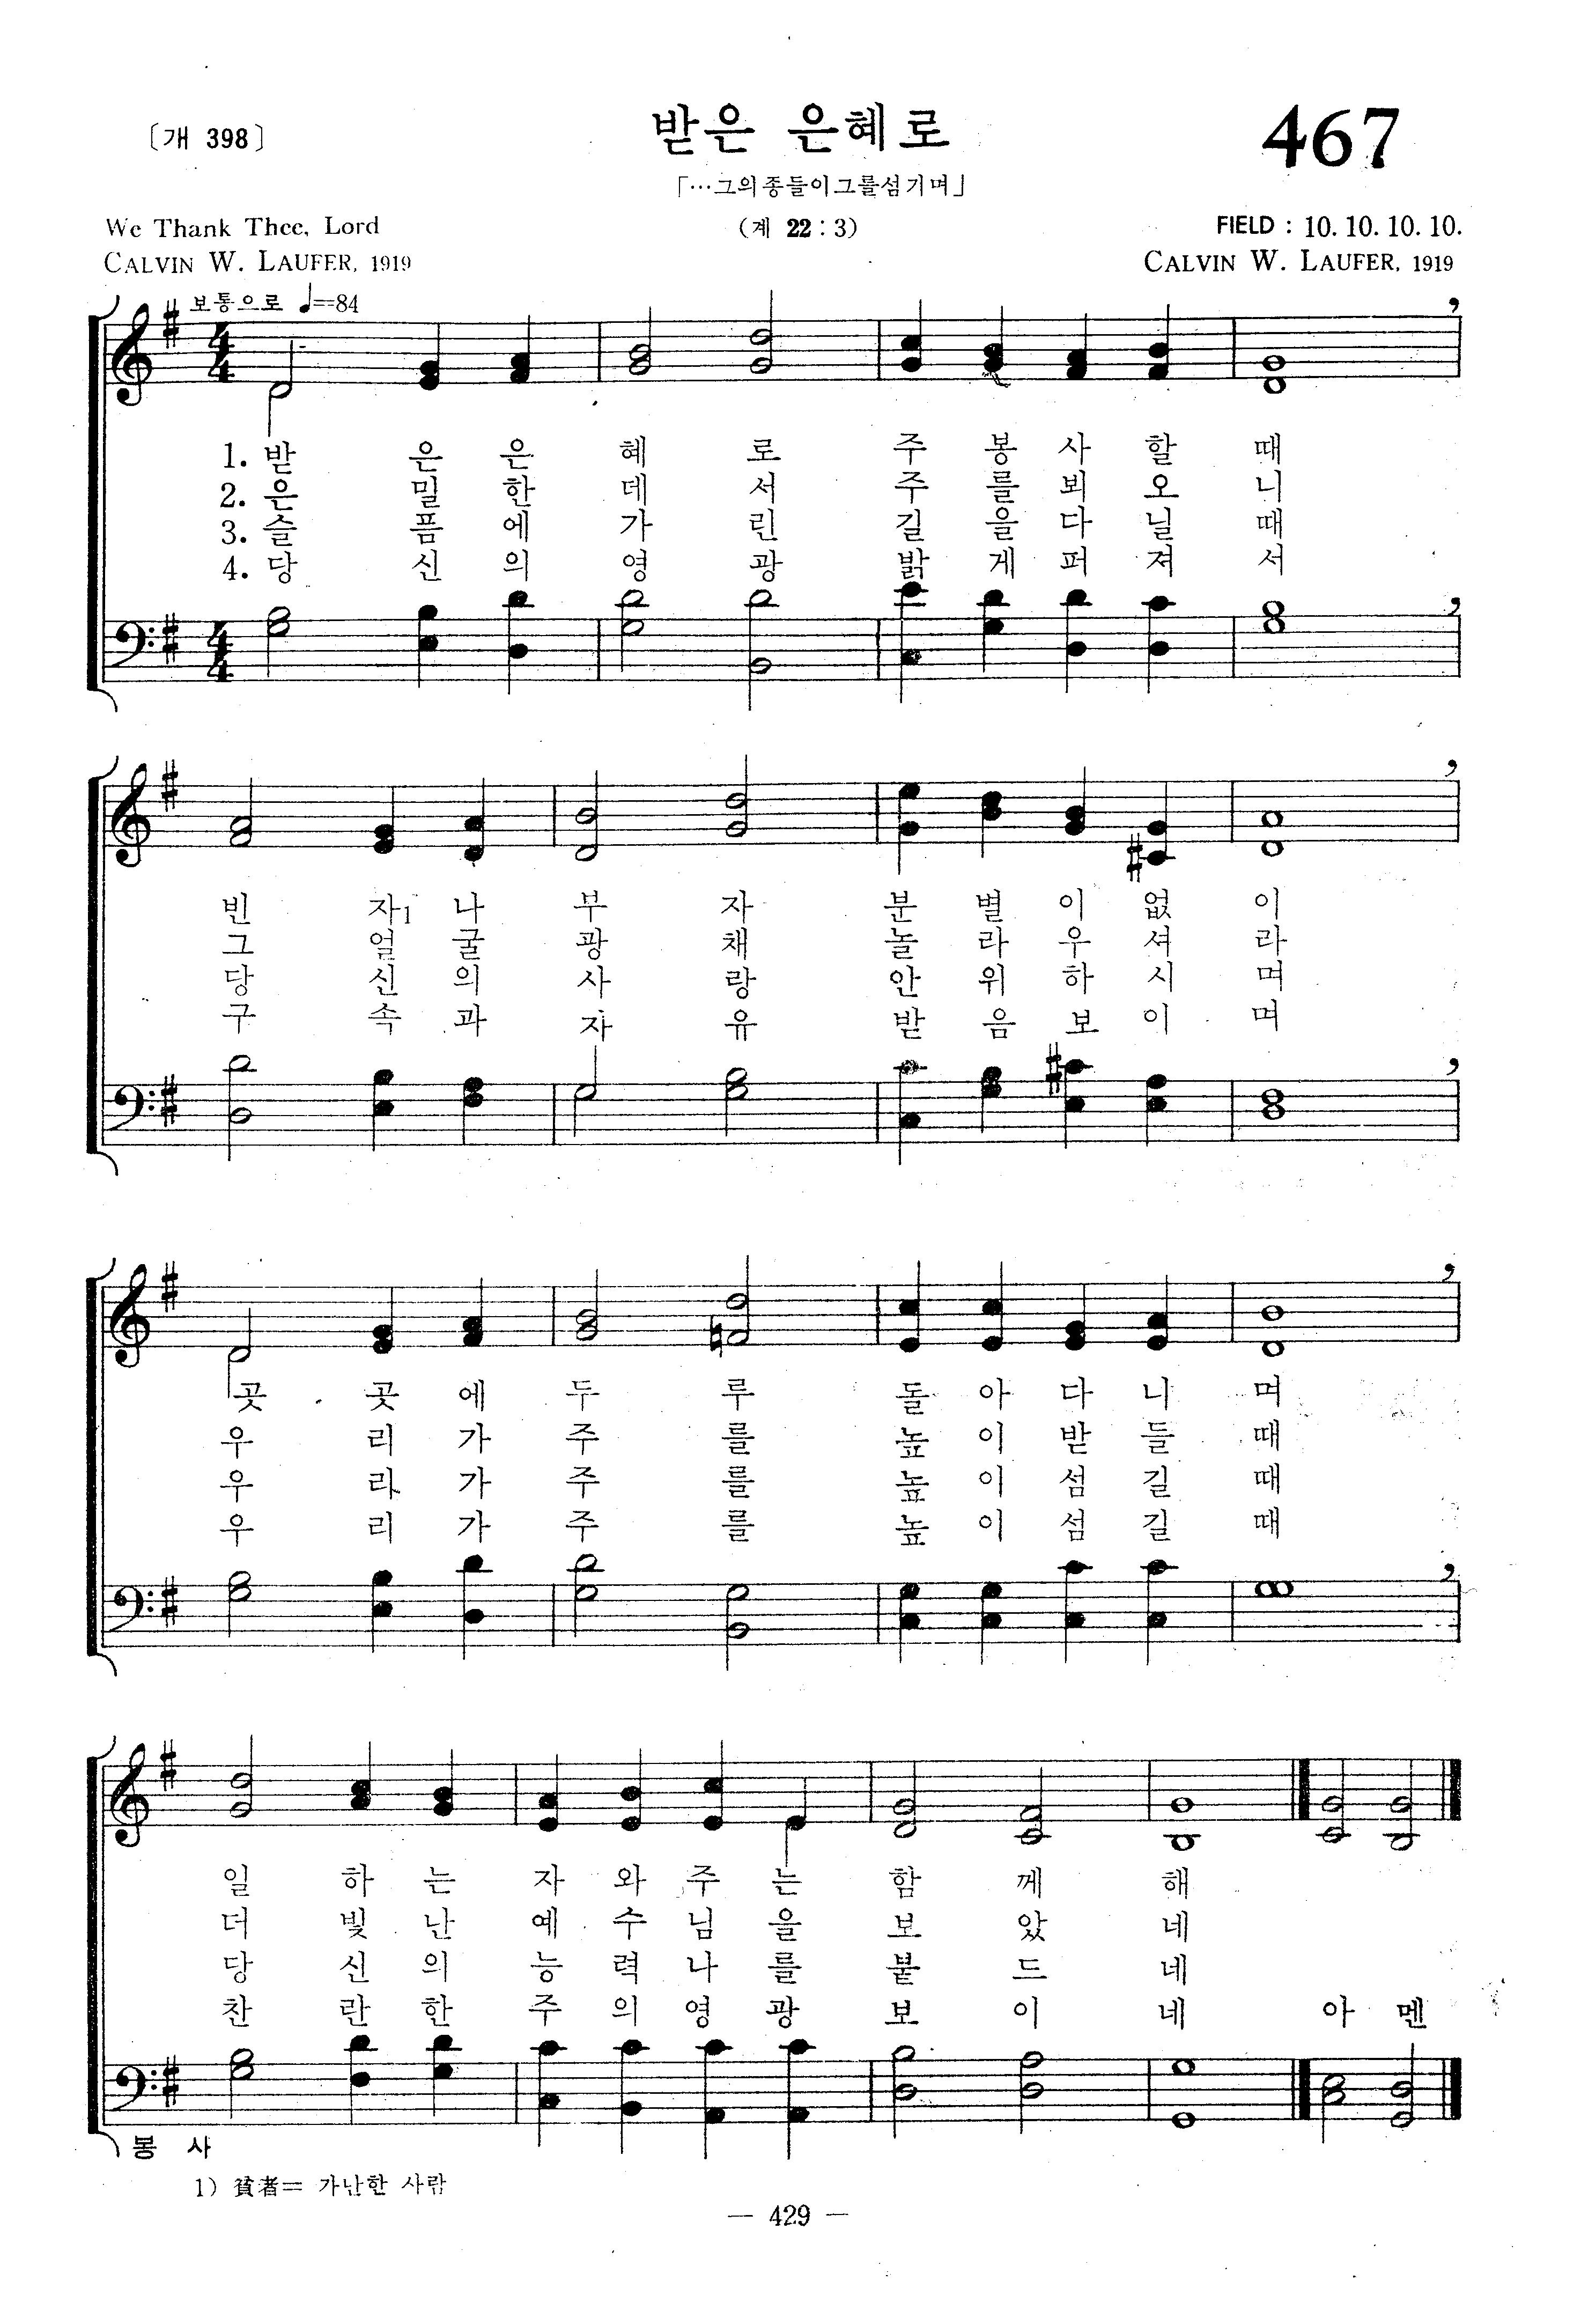 〔개 398〕
받은 은혜로
467
「…그의종들이그를섬기며」
We Thank Thee, Lord
(계 22 : 3)
FIELD : 10. 10. 10. 10.
CALVIN W. LAUFER, 1919
CALVIN W. LAUFER, 1919
보통으로 ♩=84
1. 받 은 은 혜 로 주 봉 사 할 때
2. 은 밀 한 데 서 주 를 뵈 오 니
3. 슬 픔 에 가 린 길 을 다 닐 때
4. 당 신 의 영 광 밝 게 퍼 져 서
빈 자1 나 부 자 분 별 이 없 이
그 얼 굴 광 채 놀 라 우 셔 라
당 신 의 사 랑 안 위 하 시 며
구 속 과 자 유 받 음 보 이 며
곳 곳 에 두 루 돌 아 다 니 며
우 리 가 주 를 높 이 받 들 때
우 리 가 주 를 높 이 섬 길 때
우 리 가 주 를 높 이 섬 길 때
일 하 는 자 와 주 는 함 께 해
더 빛 난 예 수 님 을 보 았 네
당 신 의 능 력 나 를 붙 드 네
찬 란 한 주 의 영 광 보 이 네 아 멘
봉 사
1) 貧者= 가난한 사람
— 429 —